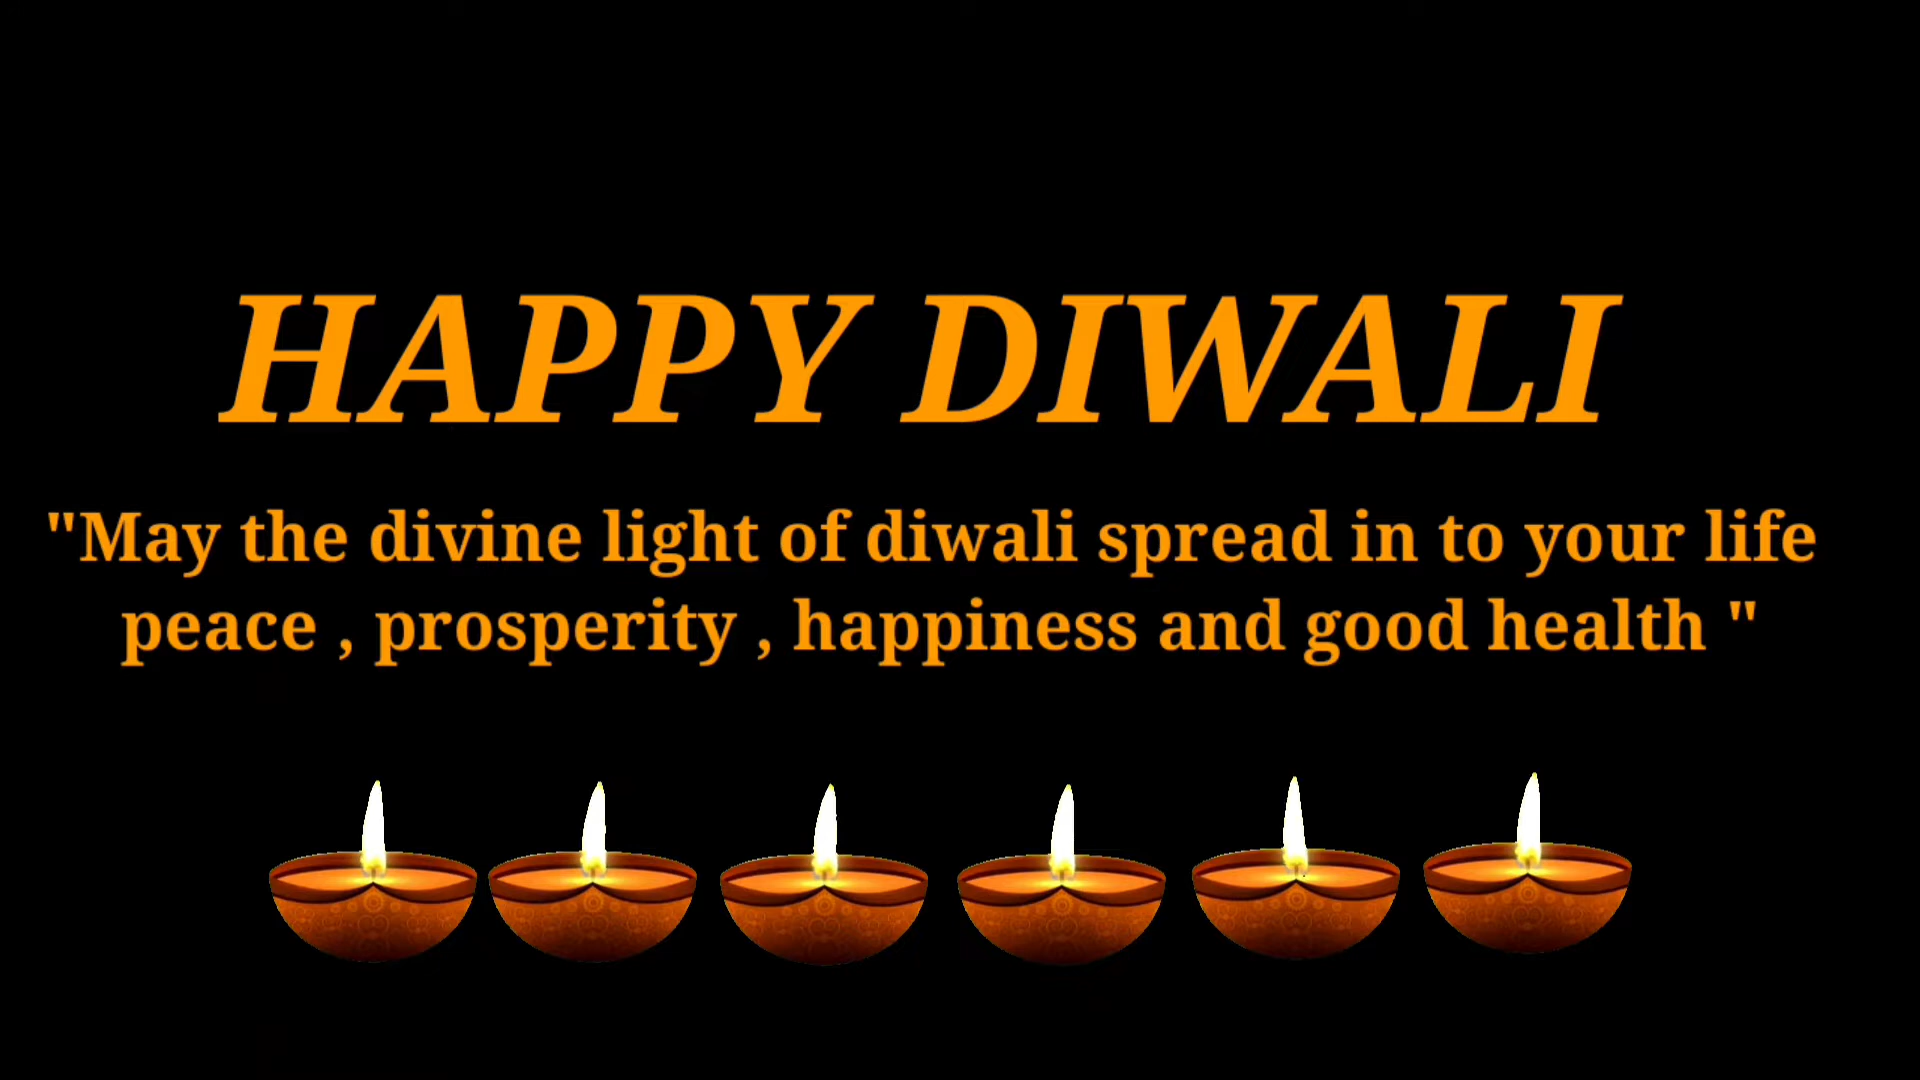 HAPPY DIWALI
"May the divine light of diwali spread in to your life
peace , prosperity , happiness and good health "